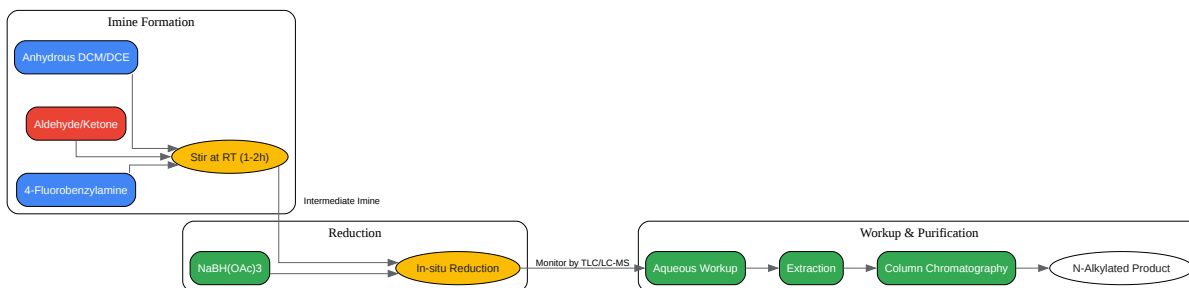 Imine Formation
Anhydrous DCM/DCE
Aldehyde/Ketone
Stir at RT (1-2h)
4-Fluorobenzylamine
Intermediate Imine
Reduction
NaBH(OAc)3
In-situ Reduction
Monitor by TLC/LC-MS
Workup & Purification
Aqueous Workup
Extraction
Column Chromatography
N-Alkylated Product